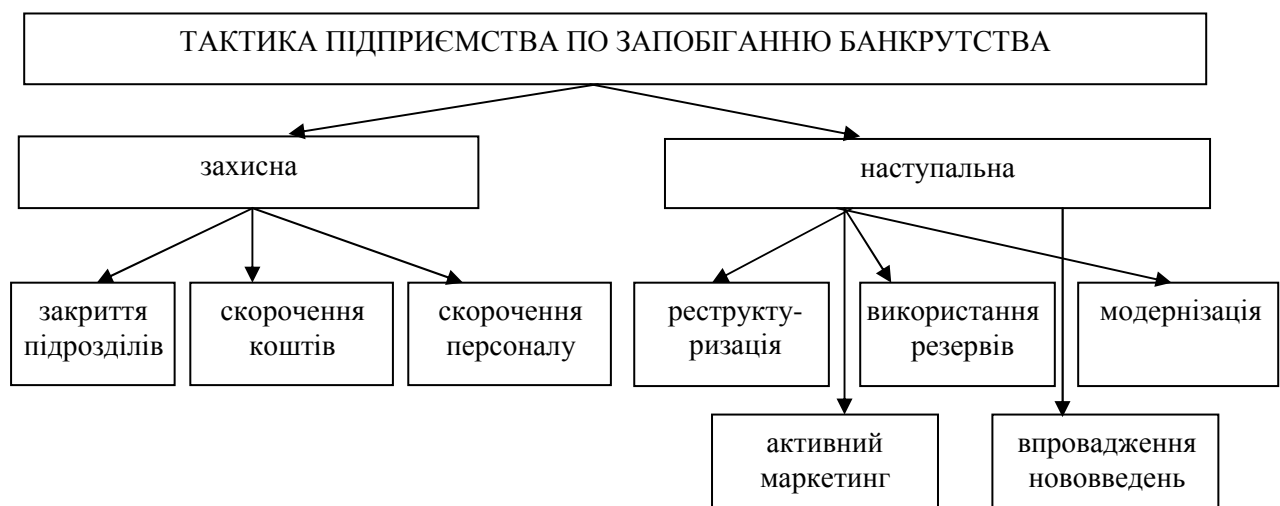 ТАКТИКА ПІДПРИЄМСТВА ПО ЗАПОБІГАННЮ БАНКРУТСТВА
захисна
наступальна
закриття
підрозділів
скорочення
коштів
скорочення
персоналу
реструкту-
ризація
використання
резервів
модернізація
активний
маркетинг
впровадження
нововведень